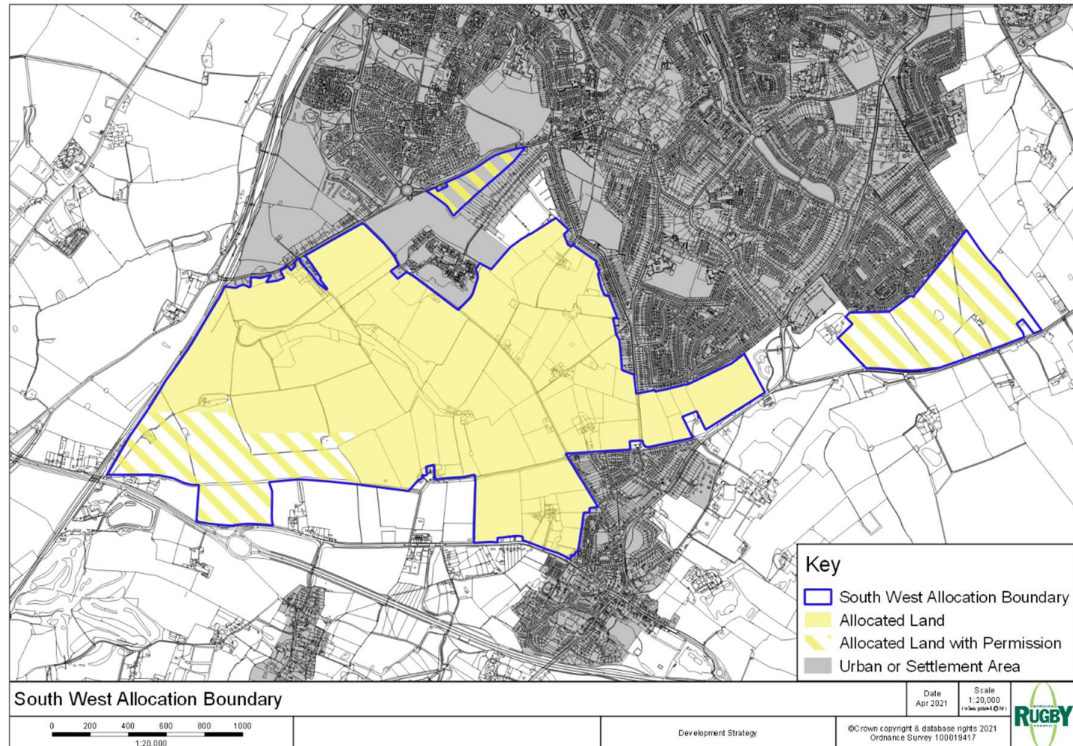 Key
South West Allocation Boundary
Allocated Land
Allocated Land with Permission
Urban or Settlement Area
South West Allocation Boundary
Date
Apr 2021
Scale
1:20,000
0 200 400 600 800 1000
1:20,000
Development Strategy
©Crown copyright & database rights 2021
Ordnance Survey 100019417
RUGBY